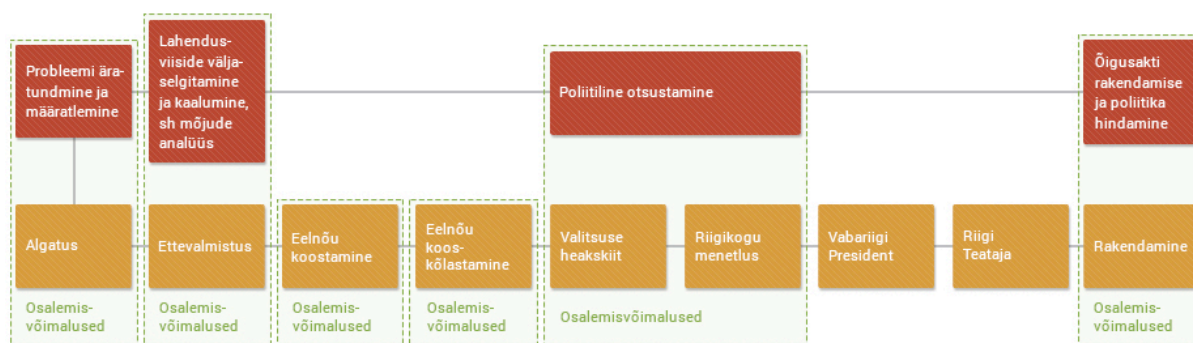 Probleemi ära-
tundmine ja
määratlemine
Lahendus-
viiside välja-
selgitamine
ja kaalumine,
sh mõjude
analüüs
Poliitiline otsustamine
Õigusakti
rakendamise
ja poliitika
hindamine
Algatus
Ettevalmistus
Eelnõu
koostamine
Eelnõu
koos-
kõlastamine
Valitsuse
heakskiit
Riigikogu
menetlus
Vabariigi
President
Riigi
Teataja
Rakendamine
Osalemis-
võimalused
Osalemis-
võimalused
Osalemis-
võimalused
Osalemis-
võimalused
Osalemisvõimalused
Osalemis-
võimalused